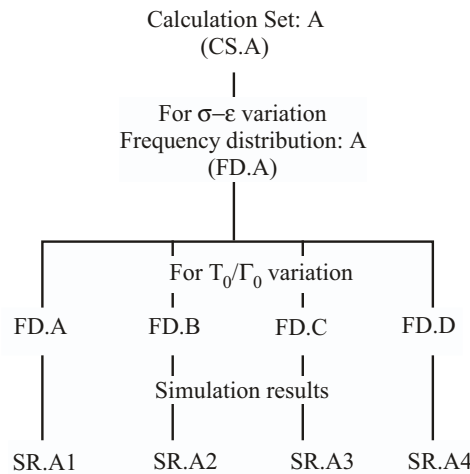 Calculation Set: A
(CS.A)
For σ–ε variation
Frequency distribution: A
(FD.A)
For T₀/Γ₀ variation
FD.A FD.B FD.C FD.D
Simulation results
SR.A1 SR.A2 SR.A3 SR.A4